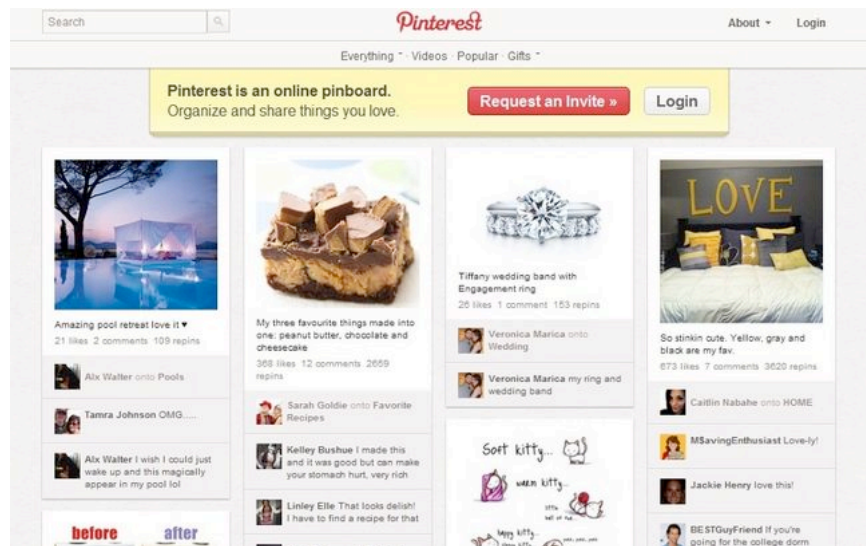 Search
Pinterest
About
Login
Everything · Videos · Popular · Gifts
Pinterest is an online pinboard.
Organize and share things you love.
Request an Invite »
Login
Amazing pool retreat love it ♥
21 likes 2 comments 109 repins
Alx Walter onto Pools
Tamra Johnson OMG.....
Alx Walter I wish I could just
wake up and this magically
appear in my pool lol
before after
My three favourite things made into
one: peanut butter, chocolate and
cheesecake
368 likes 12 comments 2659
repins
Sarah Goldie onto Favorite
Recipes
Kelley Bushue I made this
and it was good but can make
your stomach hurt, very rich
Linley Elle That looks delish!
I have to find a recipe for that
Tiffany wedding band with
Engagement ring
26 likes 1 comment 153 repins
Veronica Marica onto
Wedding
Veronica Marica my ring and
wedding band
Soft kitty...
warm kitty...
little
ball of fur...
happy kitty...
LOVE
So stinkin cute. Yellow, gray and
black are my fav.
673 likes 7 comments 3620 repins
Caitlin Nabahe onto HOME
M$avingEnthusiast Love-ly!
Jackie Henry love this!
BESTGuyFriend If you're
going for the college dorm